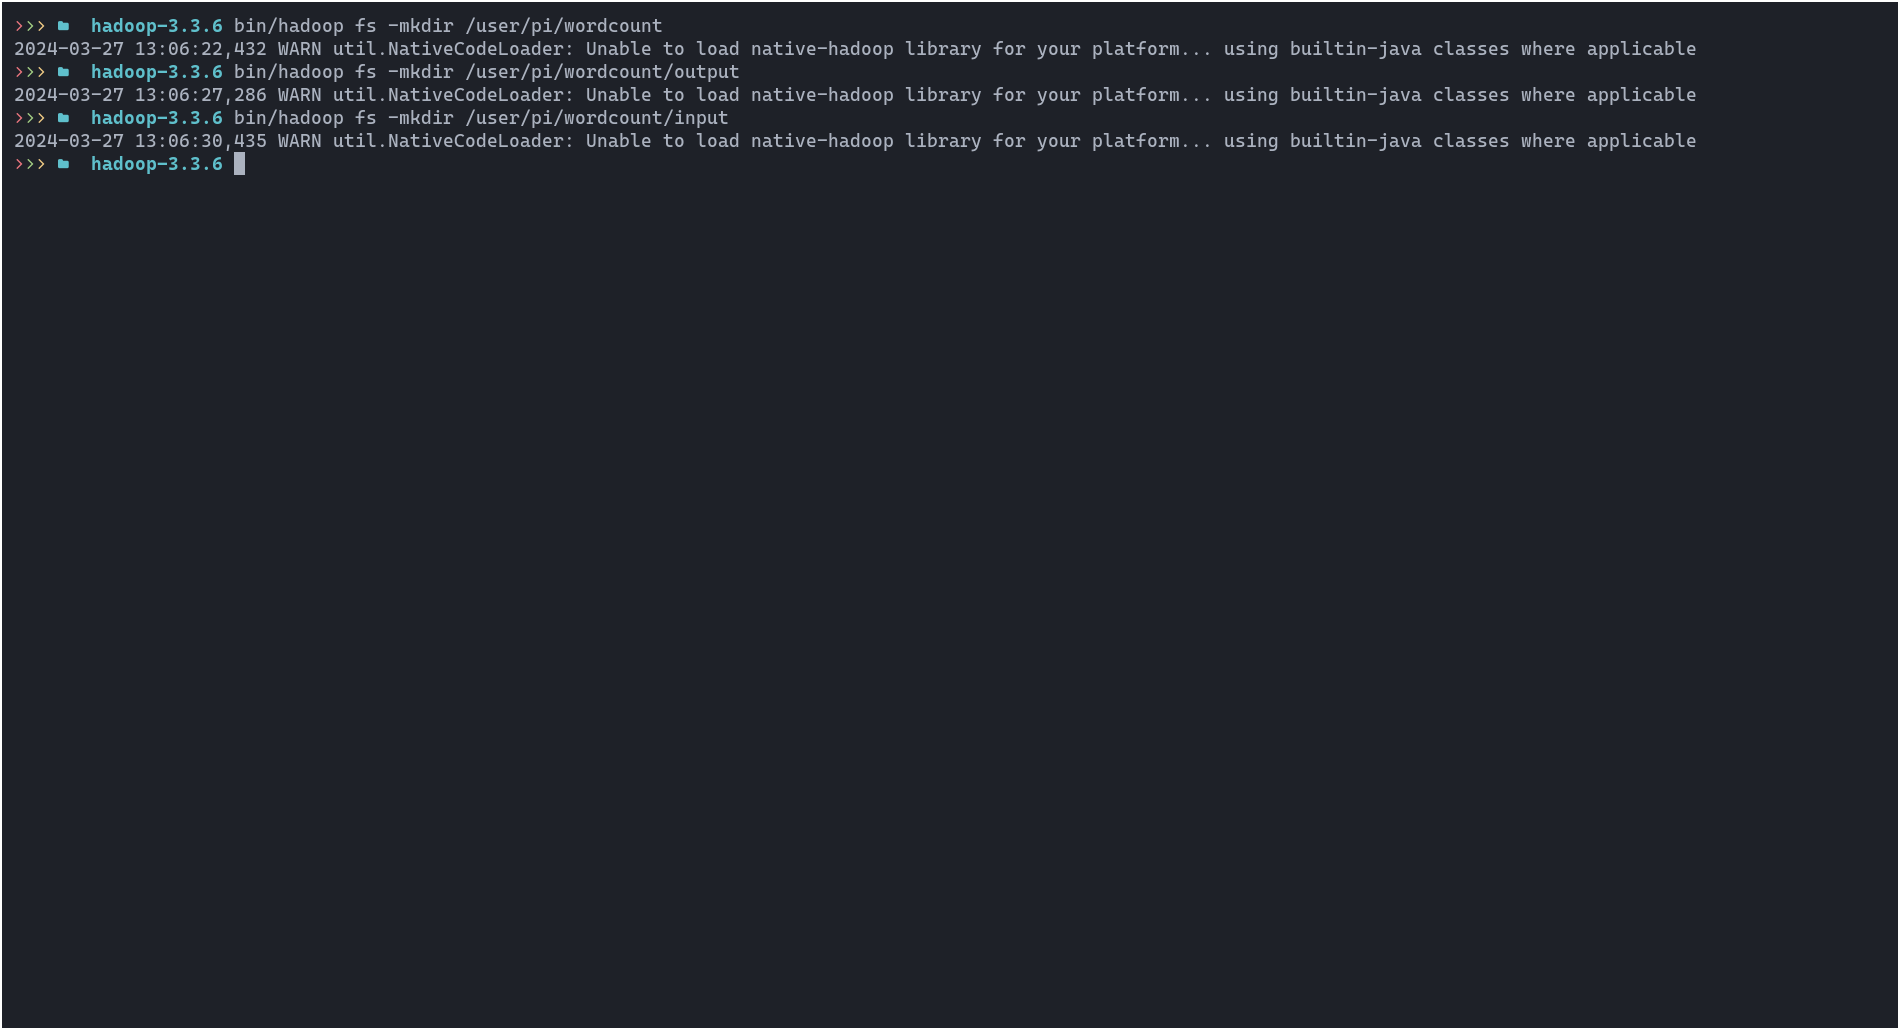 >>> hadoop-3.3.6 bin/hadoop fs -mkdir /user/pi/wordcount
2024-03-27 13:06:22,432 WARN util.NativeCodeLoader: Unable to load native-hadoop library for your platform... using builtin-java classes where applicable
>>> hadoop-3.3.6 bin/hadoop fs -mkdir /user/pi/wordcount/output
2024-03-27 13:06:27,286 WARN util.NativeCodeLoader: Unable to load native-hadoop library for your platform... using builtin-java classes where applicable
>>> hadoop-3.3.6 bin/hadoop fs -mkdir /user/pi/wordcount/input
2024-03-27 13:06:30,435 WARN util.NativeCodeLoader: Unable to load native-hadoop library for your platform... using builtin-java classes where applicable
>>> hadoop-3.3.6